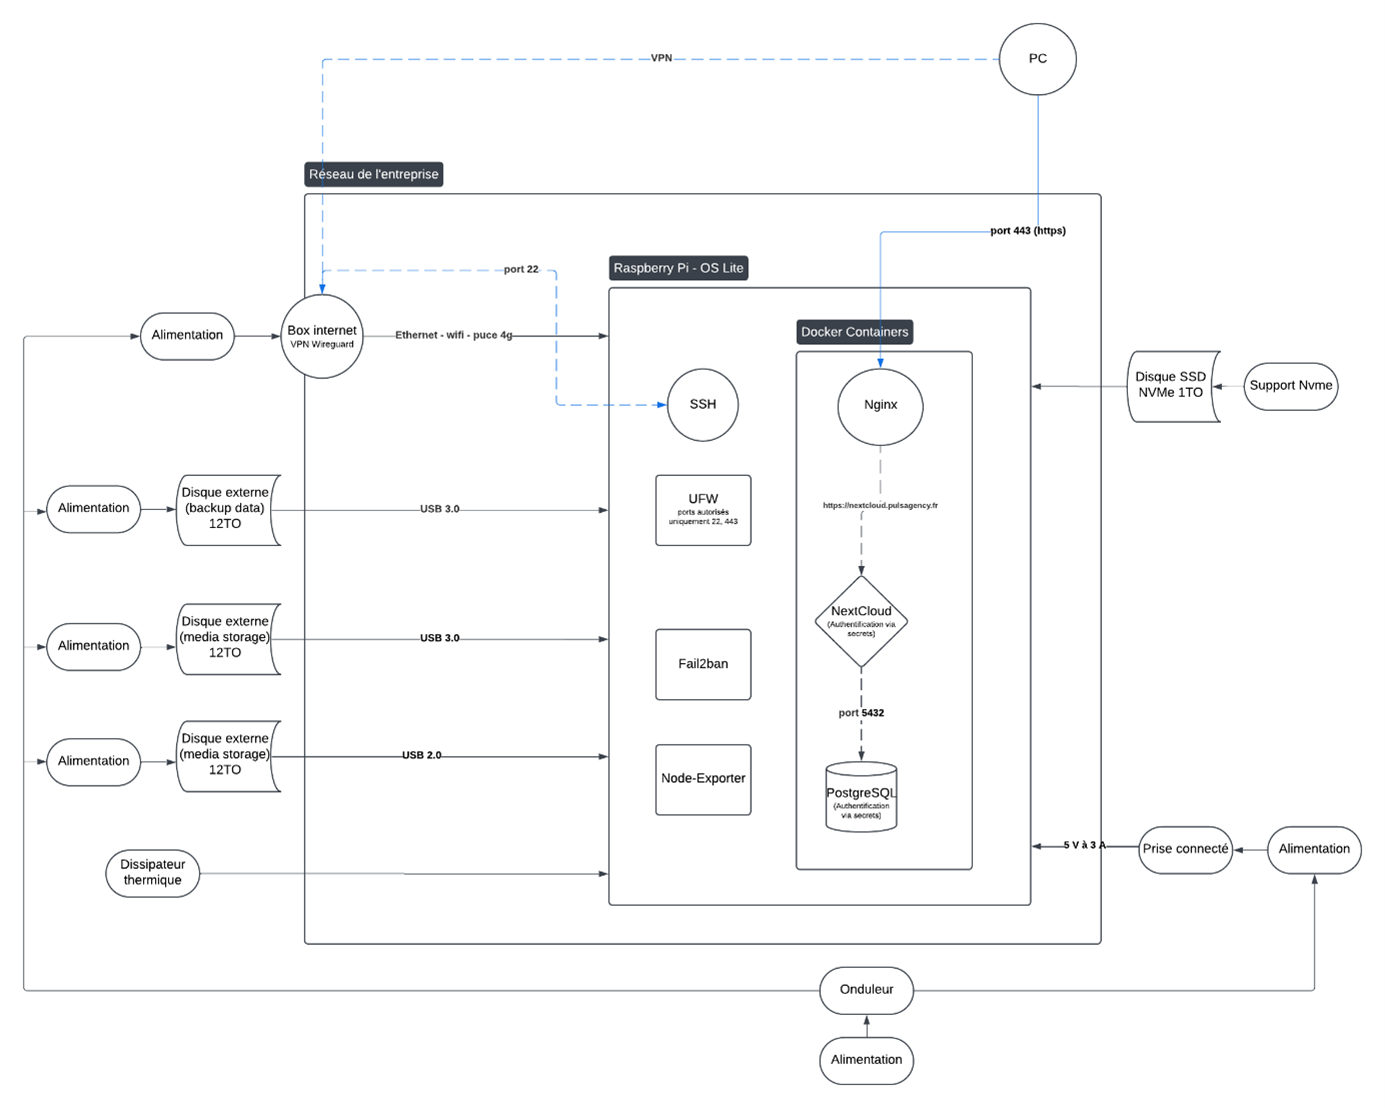 PC
VPN
Réseau de l'entreprise
port 443 (https)
port 22
Raspberry Pi - OS Lite
Docker Containers
Alimentation
Box internet
VPN Wireguard
Ethernet - wifi - puce 4g
SSH
Nginx
Disque SSD
NVMe 1TO
Support Nvme
Alimentation
Disque externe
(backup data)
12TO
USB 3.0
UFW
ports autorisés
uniquement 22, 443
https://nextcloud.pulsagency.fr
Alimentation
Disque externe
(media storage)
12TO
USB 3.0
Fail2ban
NextCloud
(Authentification via
secrets)
port 5432
Alimentation
Disque externe
(media storage)
12TO
USB 2.0
Node-Exporter
PostgreSQL
(Authentification
via secrets)
Dissipateur
thermique
5 V à 3 A
Prise connecté
Alimentation
Onduleur
Alimentation